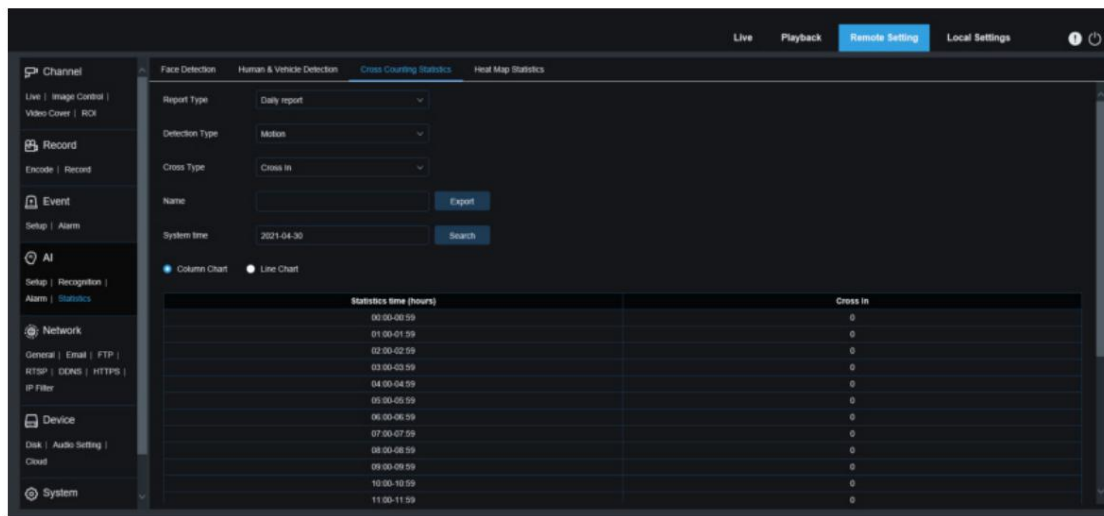 Live Playback Remote Setting Local Settings
Channel
Live | Image Control |
Video Cover | ROI
Record
Encode | Record
Event
Setup | Alarm
AI
Setup | Recognition |
Alarm | Statistics
Network
General | Email | FTP |
RTSP | DDNS | HTTPS |
IP Filter
Device
Disk | Audio Setting |
Cloud
System
Face Detection Human & Vehicle Detection Cross Counting Statistics Heat Map Statistics
Report Type Daily report
Detection Type Motion
Cross Type Cross In
Name Export
System time 2021-04-30 Search
Column Chart Line Chart
Statistics time (hours) Cross In
00:00-00:59 0
01:00-01:59 0
02:00-02:59 0
03:00-03:59 0
04:00-04:59 0
05:00-05:59 0
06:00-06:59 0
07:00-07:59 0
08:00-08:59 0
09:00-09:59 0
10:00-10:59 0
11:00-11:59 0